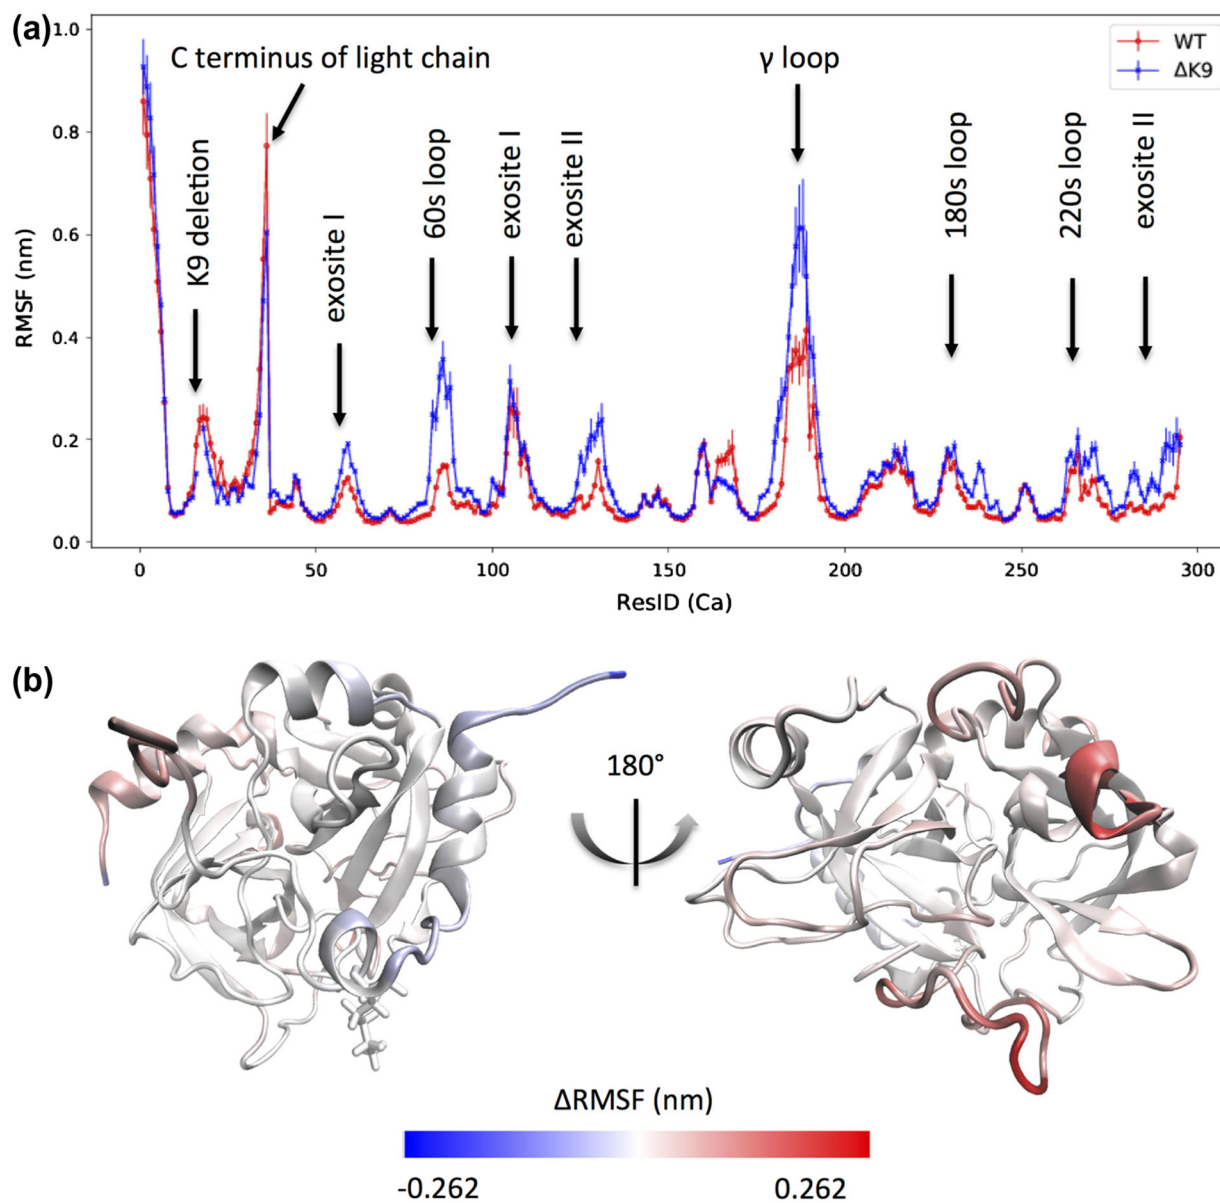 (a)
1.0
0.8
0.6
0.4
0.2
0.0
RMSF (nm)
C terminus of light chain
γ loop
WT
ΔK9
K9 deletion
exosite I
60s loop
exosite I
exosite II
180s loop
220s loop
exosite II
0
50
100
150
200
250
300
ResID (Ca)
(b)
180°
ΔRMSF (nm)
-0.262
0.262